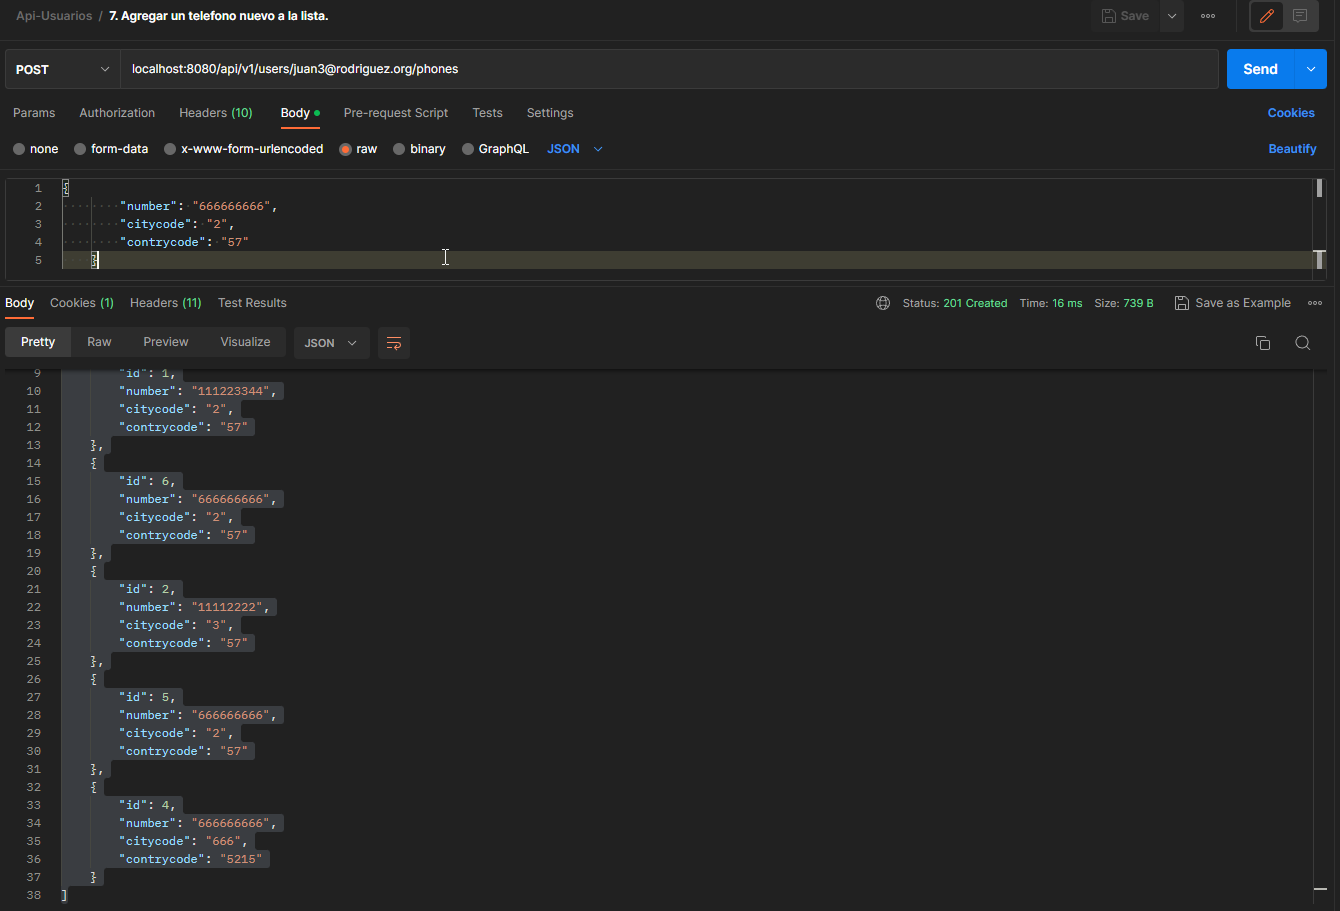 Api-Usuarios / 7. Agregar un telefono nuevo a la lista.
Save
POST
localhost:8080/api/v1/users/juan3@rodriguez.org/phones
Send
Params Authorization Headers (10) Body Pre-request Script Tests Settings Cookies
none form-data x-www-form-urlencoded raw binary GraphQL JSON Beautify
1 {
2 "number": "666666666",
3 "citycode": "2",
4 "contrycode": "57"
5 }
Body Cookies (1) Headers (11) Test Results Status: 201 Created Time: 16 ms Size: 739 B Save as Example
Pretty Raw Preview Visualize JSON
9 "id": 1,
10 "number": "111223344",
11 "citycode": "2",
12 "contrycode": "57"
13 },
14 {
15 "id": 6,
16 "number": "666666666",
17 "citycode": "2",
18 "contrycode": "57"
19 },
20 {
21 "id": 2,
22 "number": "11112222",
23 "citycode": "3",
24 "contrycode": "57"
25 },
26 {
27 "id": 5,
28 "number": "666666666",
29 "citycode": "2",
30 "contrycode": "57"
31 },
32 {
33 "id": 4,
34 "number": "666666666",
35 "citycode": "666",
36 "contrycode": "5215"
37 }
38 ]